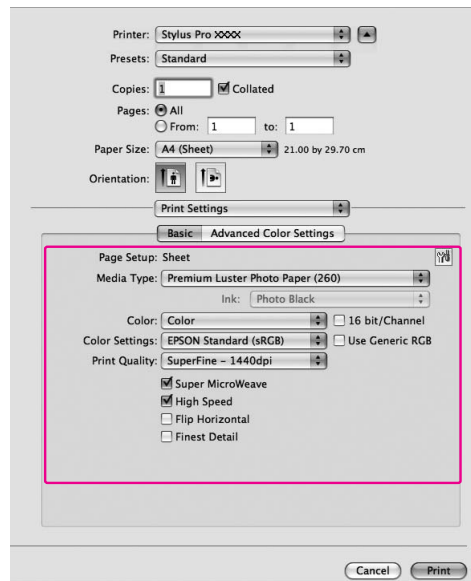 Printer: Stylus Pro XXXX
Presets: Standard
Copies: 1 Collated
Pages: All
From: 1 to: 1
Paper Size: A4 (Sheet) 21.00 by 29.70 cm
Orientation:
Print Settings
Basic Advanced Color Settings
Page Setup: Sheet
Media Type: Premium Luster Photo Paper (260)
Ink: Photo Black
Color: Color 16 bit/Channel
Color Settings: EPSON Standard (sRGB) Use Generic RGB
Print Quality: SuperFine - 1440dpi
Super MicroWeave
High Speed
Flip Horizontal
Finest Detail
Cancel Print